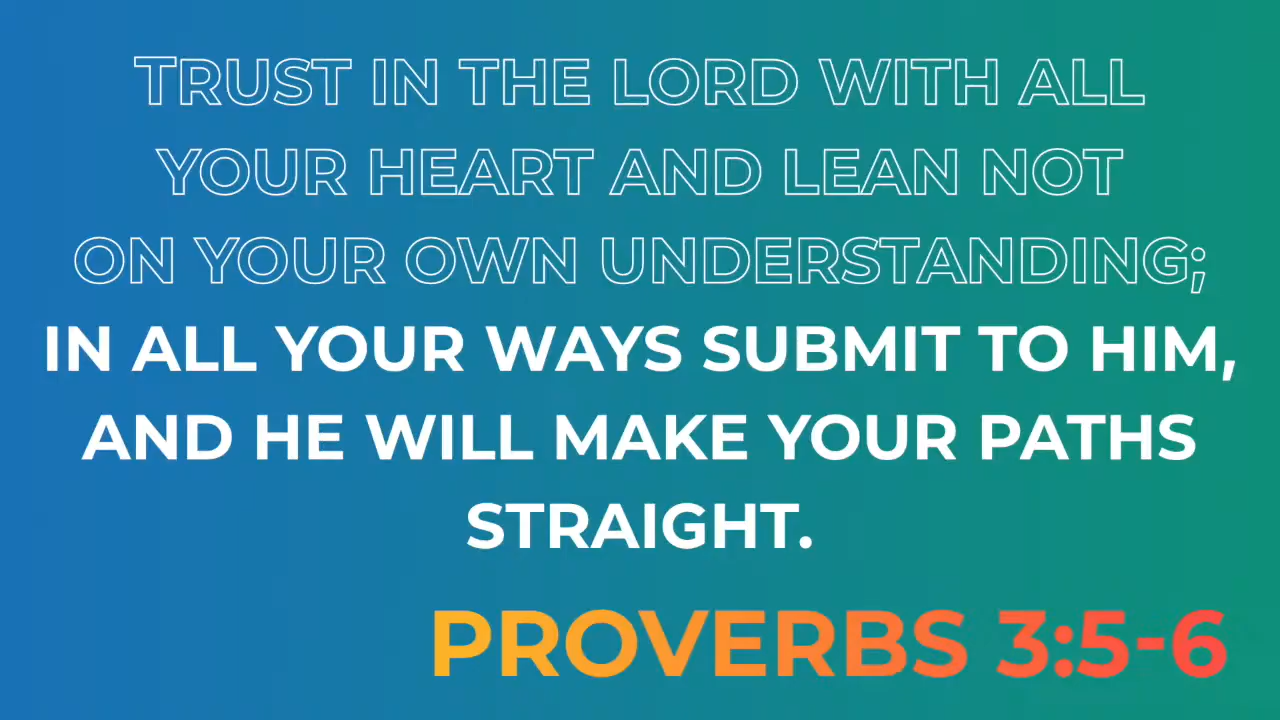 TRUST IN THE LORD WITH ALL
YOUR HEART AND LEAN NOT
ON YOUR OWN UNDERSTANDING;
IN ALL YOUR WAYS SUBMIT TO HIM,
AND HE WILL MAKE YOUR PATHS
STRAIGHT.
PROVERBS 3:5-6